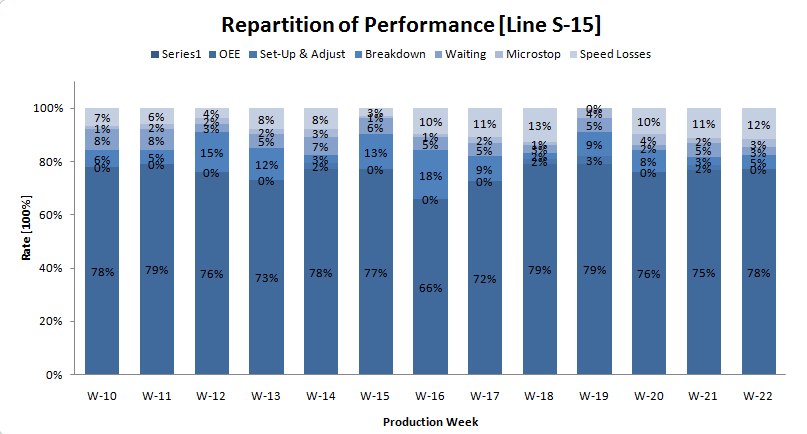 Repartition of Performance [Line S-15]
Series1 OEE Set-Up & Adjust Breakdown Waiting Microstop Speed Losses
Rate [100%]
100%
80%
60%
40%
20%
0%
7% 6% 4% 8% 8% 3% 10% 11% 13% 0% 10% 11% 12%
1% 2% 2% 2% 3% 1% 1% 2% 1% 4% 4% 2% 3%
8% 8% 3% 5% 7% 6% 5% 5% 5% 2% 5% 3%
6% 5% 15% 12% 3% 13% 18% 9% 9% 8% 3% 5%
0% 0% 0% 0% 2% 0% 0% 0% 2% 3% 0% 2% 0%
78% 79% 76% 73% 78% 77% 66% 72% 79% 79% 76% 75% 78%
W-10 W-11 W-12 W-13 W-14 W-15 W-16 W-17 W-18 W-19 W-20 W-21 W-22
Production Week